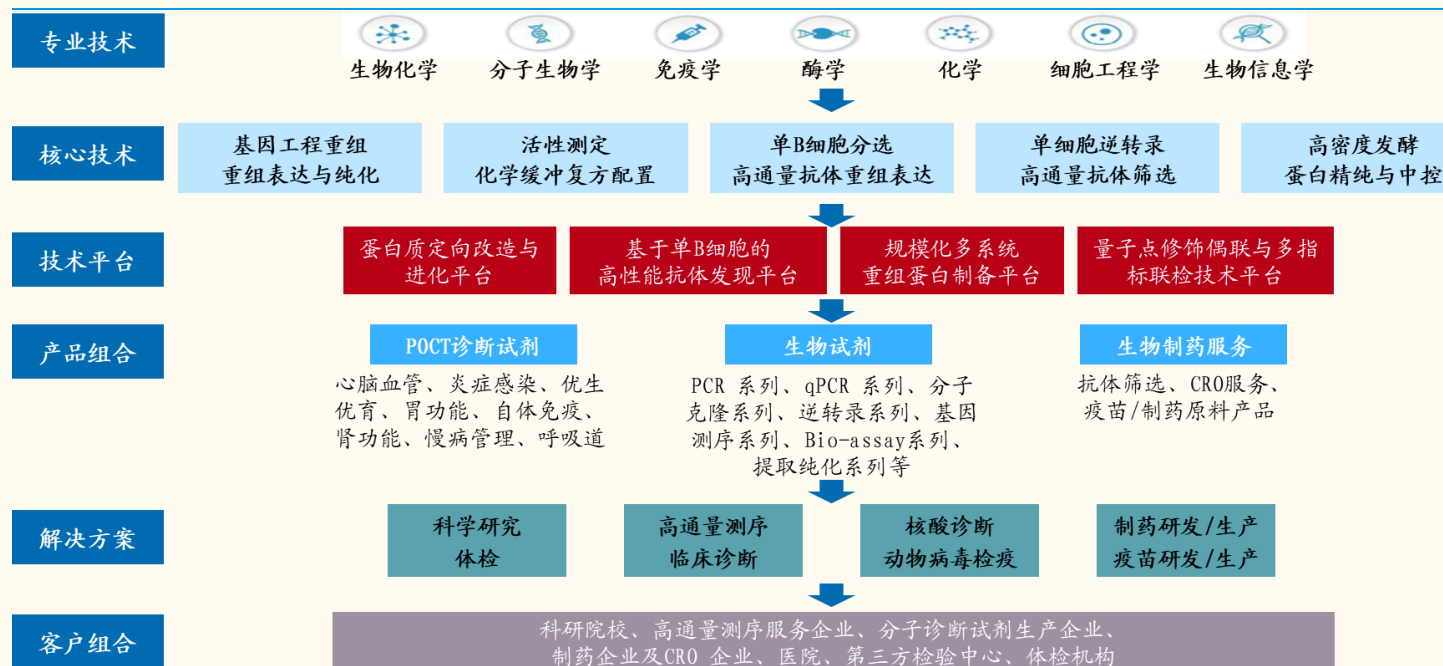 专业技术
生物化学 分子生物学 免疫学 酶学 化学 细胞工程学 生物信息学
核心技术
基因工程重组
重组表达与纯化
活性测定
化学缓冲复方配置
单B细胞分选
高通量抗体重组表达
单细胞逆转录
高通量抗体筛选
高密度发酵
蛋白精纯与中控
技术平台
蛋白质定向改造与
进化平台
基于单B细胞的
高性能抗体发现平台
规模化多系统
重组蛋白制备平台
量子点修饰偶联与多指
标联检技术平台
产品组合
POCT诊断试剂
心脑血管、炎症感染、优生
优育、胃功能、自体免疫、
肾功能、慢病管理、呼吸道
生物试剂
PCR 系列、qPCR 系列、分子
克隆系列、逆转录系列、基因
测序系列、Bio-assay系列、
提取纯化系列等
生物制药服务
抗体筛选、CRO服务、
疫苗/制药原料产品
解决方案
科学研究
体检
高通量测序
临床诊断
核酸诊断
动物病毒检疫
制药研发/生产
疫苗研发/生产
客户组合
科研院校、高通量测序服务企业、分子诊断试剂生产企业、
制药企业及CRO 企业、医院、第三方检验中心、体检机构